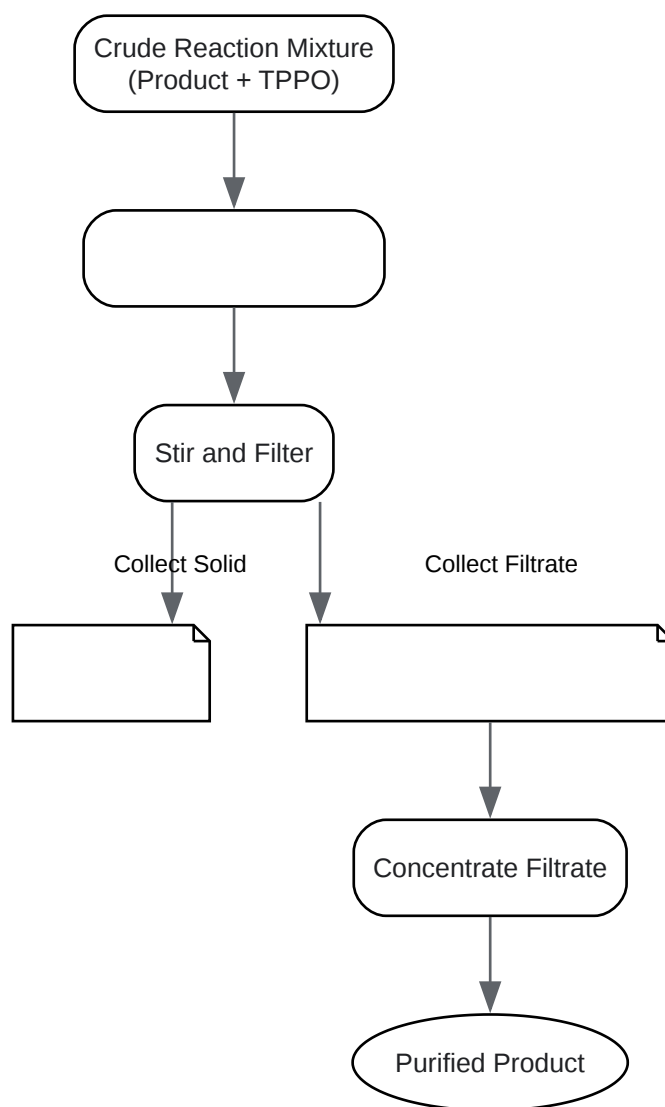 Crude Reaction Mixture
(Product + TPPO)
Stir and Filter
Collect Solid
Collect Filtrate
Concentrate Filtrate
Purified Product